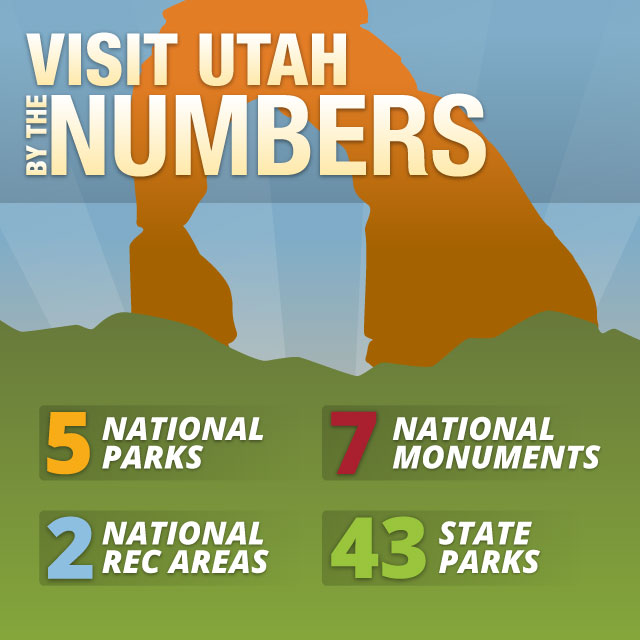 VISIT UTAH
BY THE NUMBERS
5 NATIONAL PARKS
7 NATIONAL MONUMENTS
2 NATIONAL REC AREAS
43 STATE PARKS